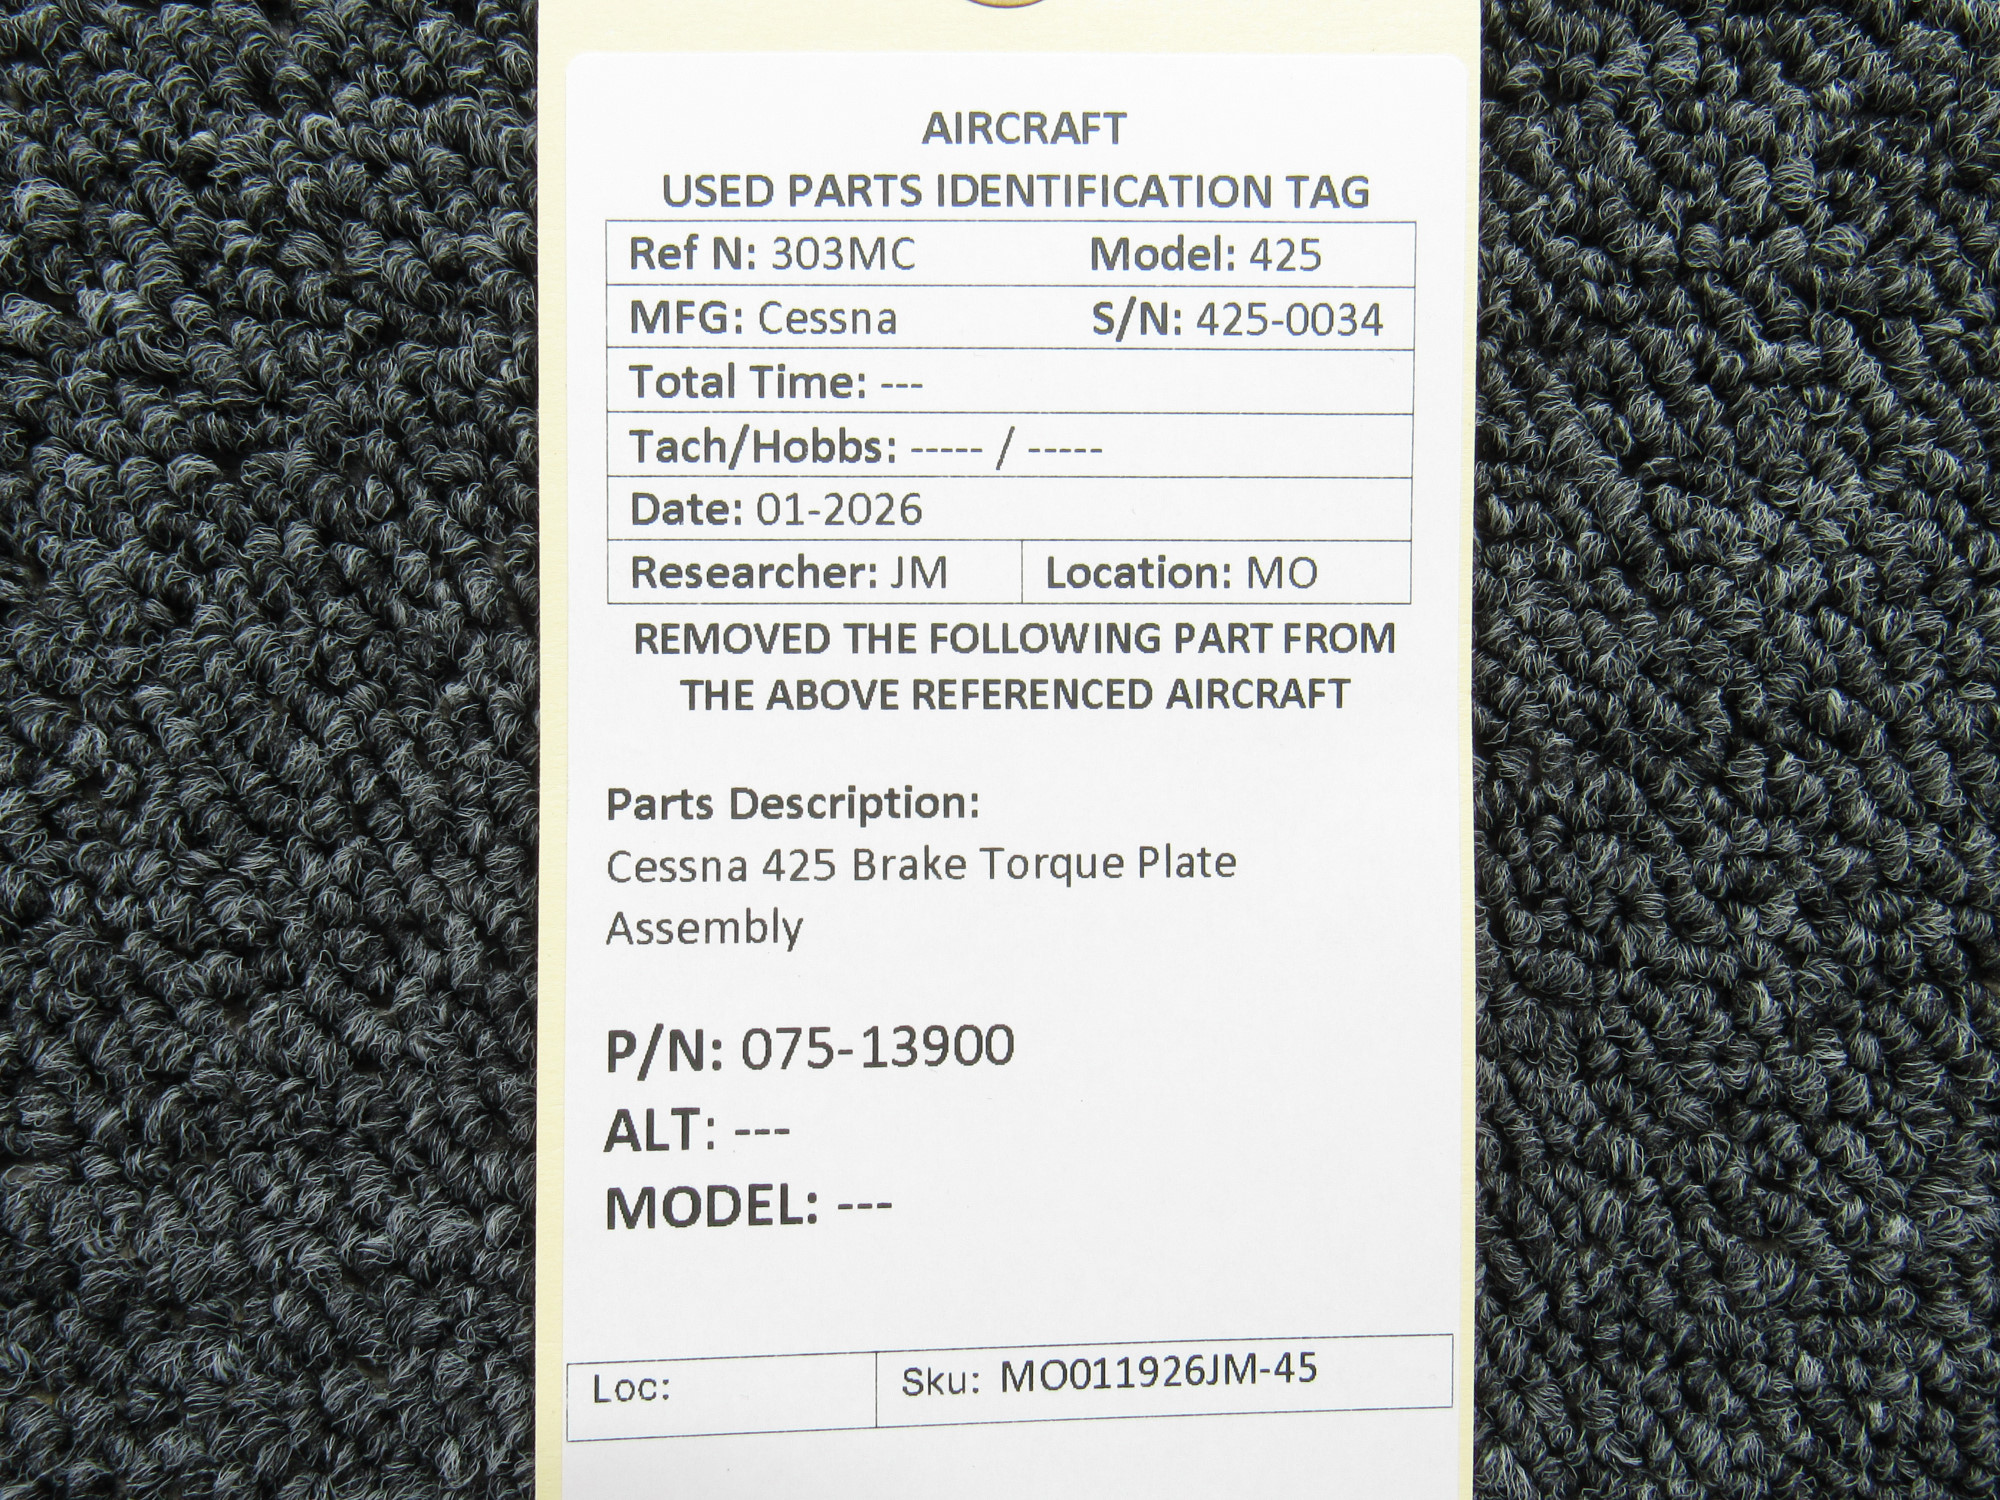 AIRCRAFT
USED PARTS IDENTIFICATION TAG
Ref N: 303MC Model: 425
MFG: Cessna S/N: 425-0034
Total Time: ---
Tach/Hobbs: ----- / -----
Date: 01-2026
Researcher: JM Location: MO
REMOVED THE FOLLOWING PART FROM
THE ABOVE REFERENCED AIRCRAFT
Parts Description:
Cessna 425 Brake Torque Plate
Assembly
P/N: 075-13900
ALT: ---
MODEL: ---
Loc: Sku: MO011926JM-45